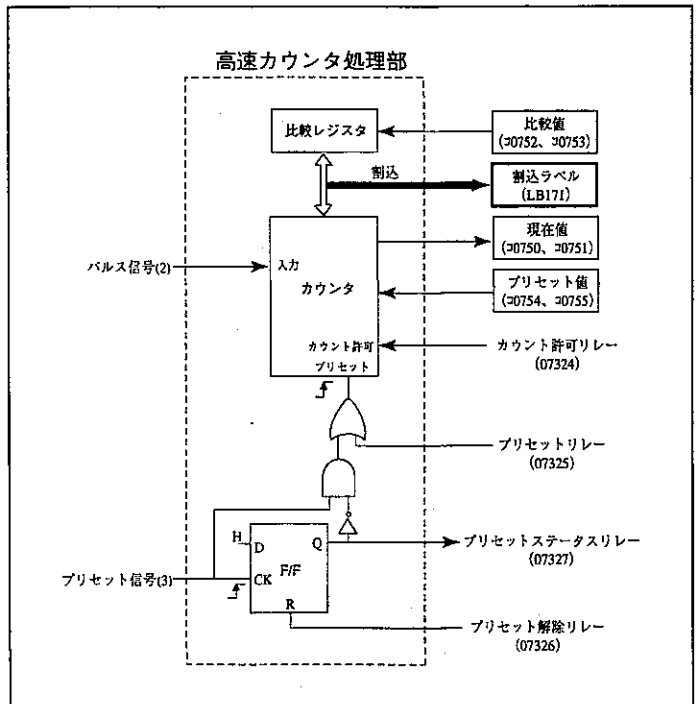 高速カウンタ処理部
比較レジスタ
比較値
(コ0752、コ0753)
割込
割込ラベル
(LB171)
現在値
(コ0750、コ0751)
パルス信号(2)
入力
カウンタ
プリセット値
(コ0754、コ0755)
カウント許可
プリセット
カウント許可リレー
(07324)
プリセットリレー
(07325)
H
D
Q
F/F
CK
R
プリセットステータスリレー
(07327)
プリセット信号(3)
プリセット解除リレー
(07326)